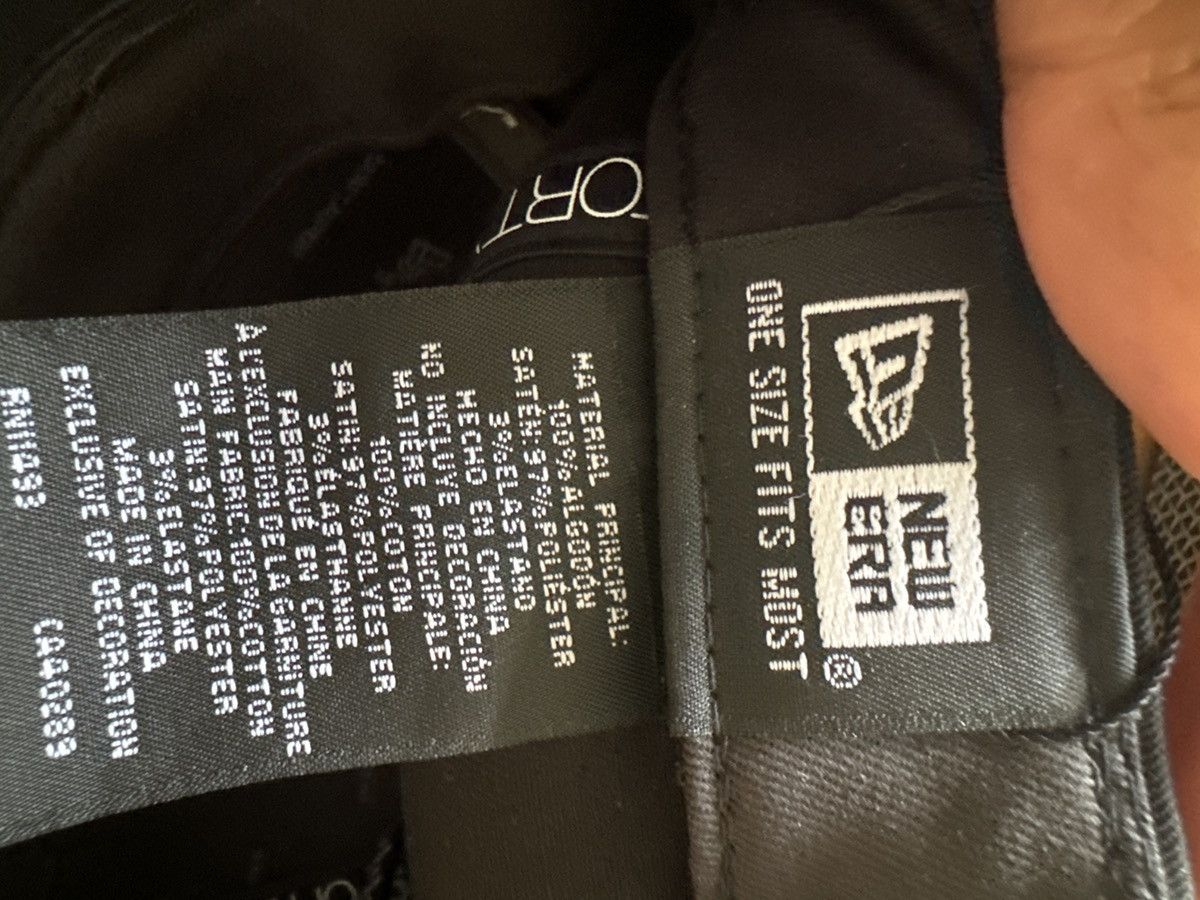 NEW
ERA
®
ONE SIZE FITS MOST
MATERIAL PRINCIPAL:
100%ALGODÓN
SATÉN:97%POLIÉSTER
3%ELASTANO
HECHO EN CHINA
NO INCLUYE DECORACIÓN
MATIÈRE PRINCIPALE:
100%COTON
SATIN:97%POLYESTER
3%ÉLASTHANNE
FABRIQUÉ EN CHINE
À L'EXCLUSION DE LA GARNITURE
MAIN FABRIC:100%COTTON
SATIN:97%POLYESTER
3%ELASTANE
MADE IN CHINA
EXCLUSIVE OF DECORATION
RN11493 CA40289
ORT